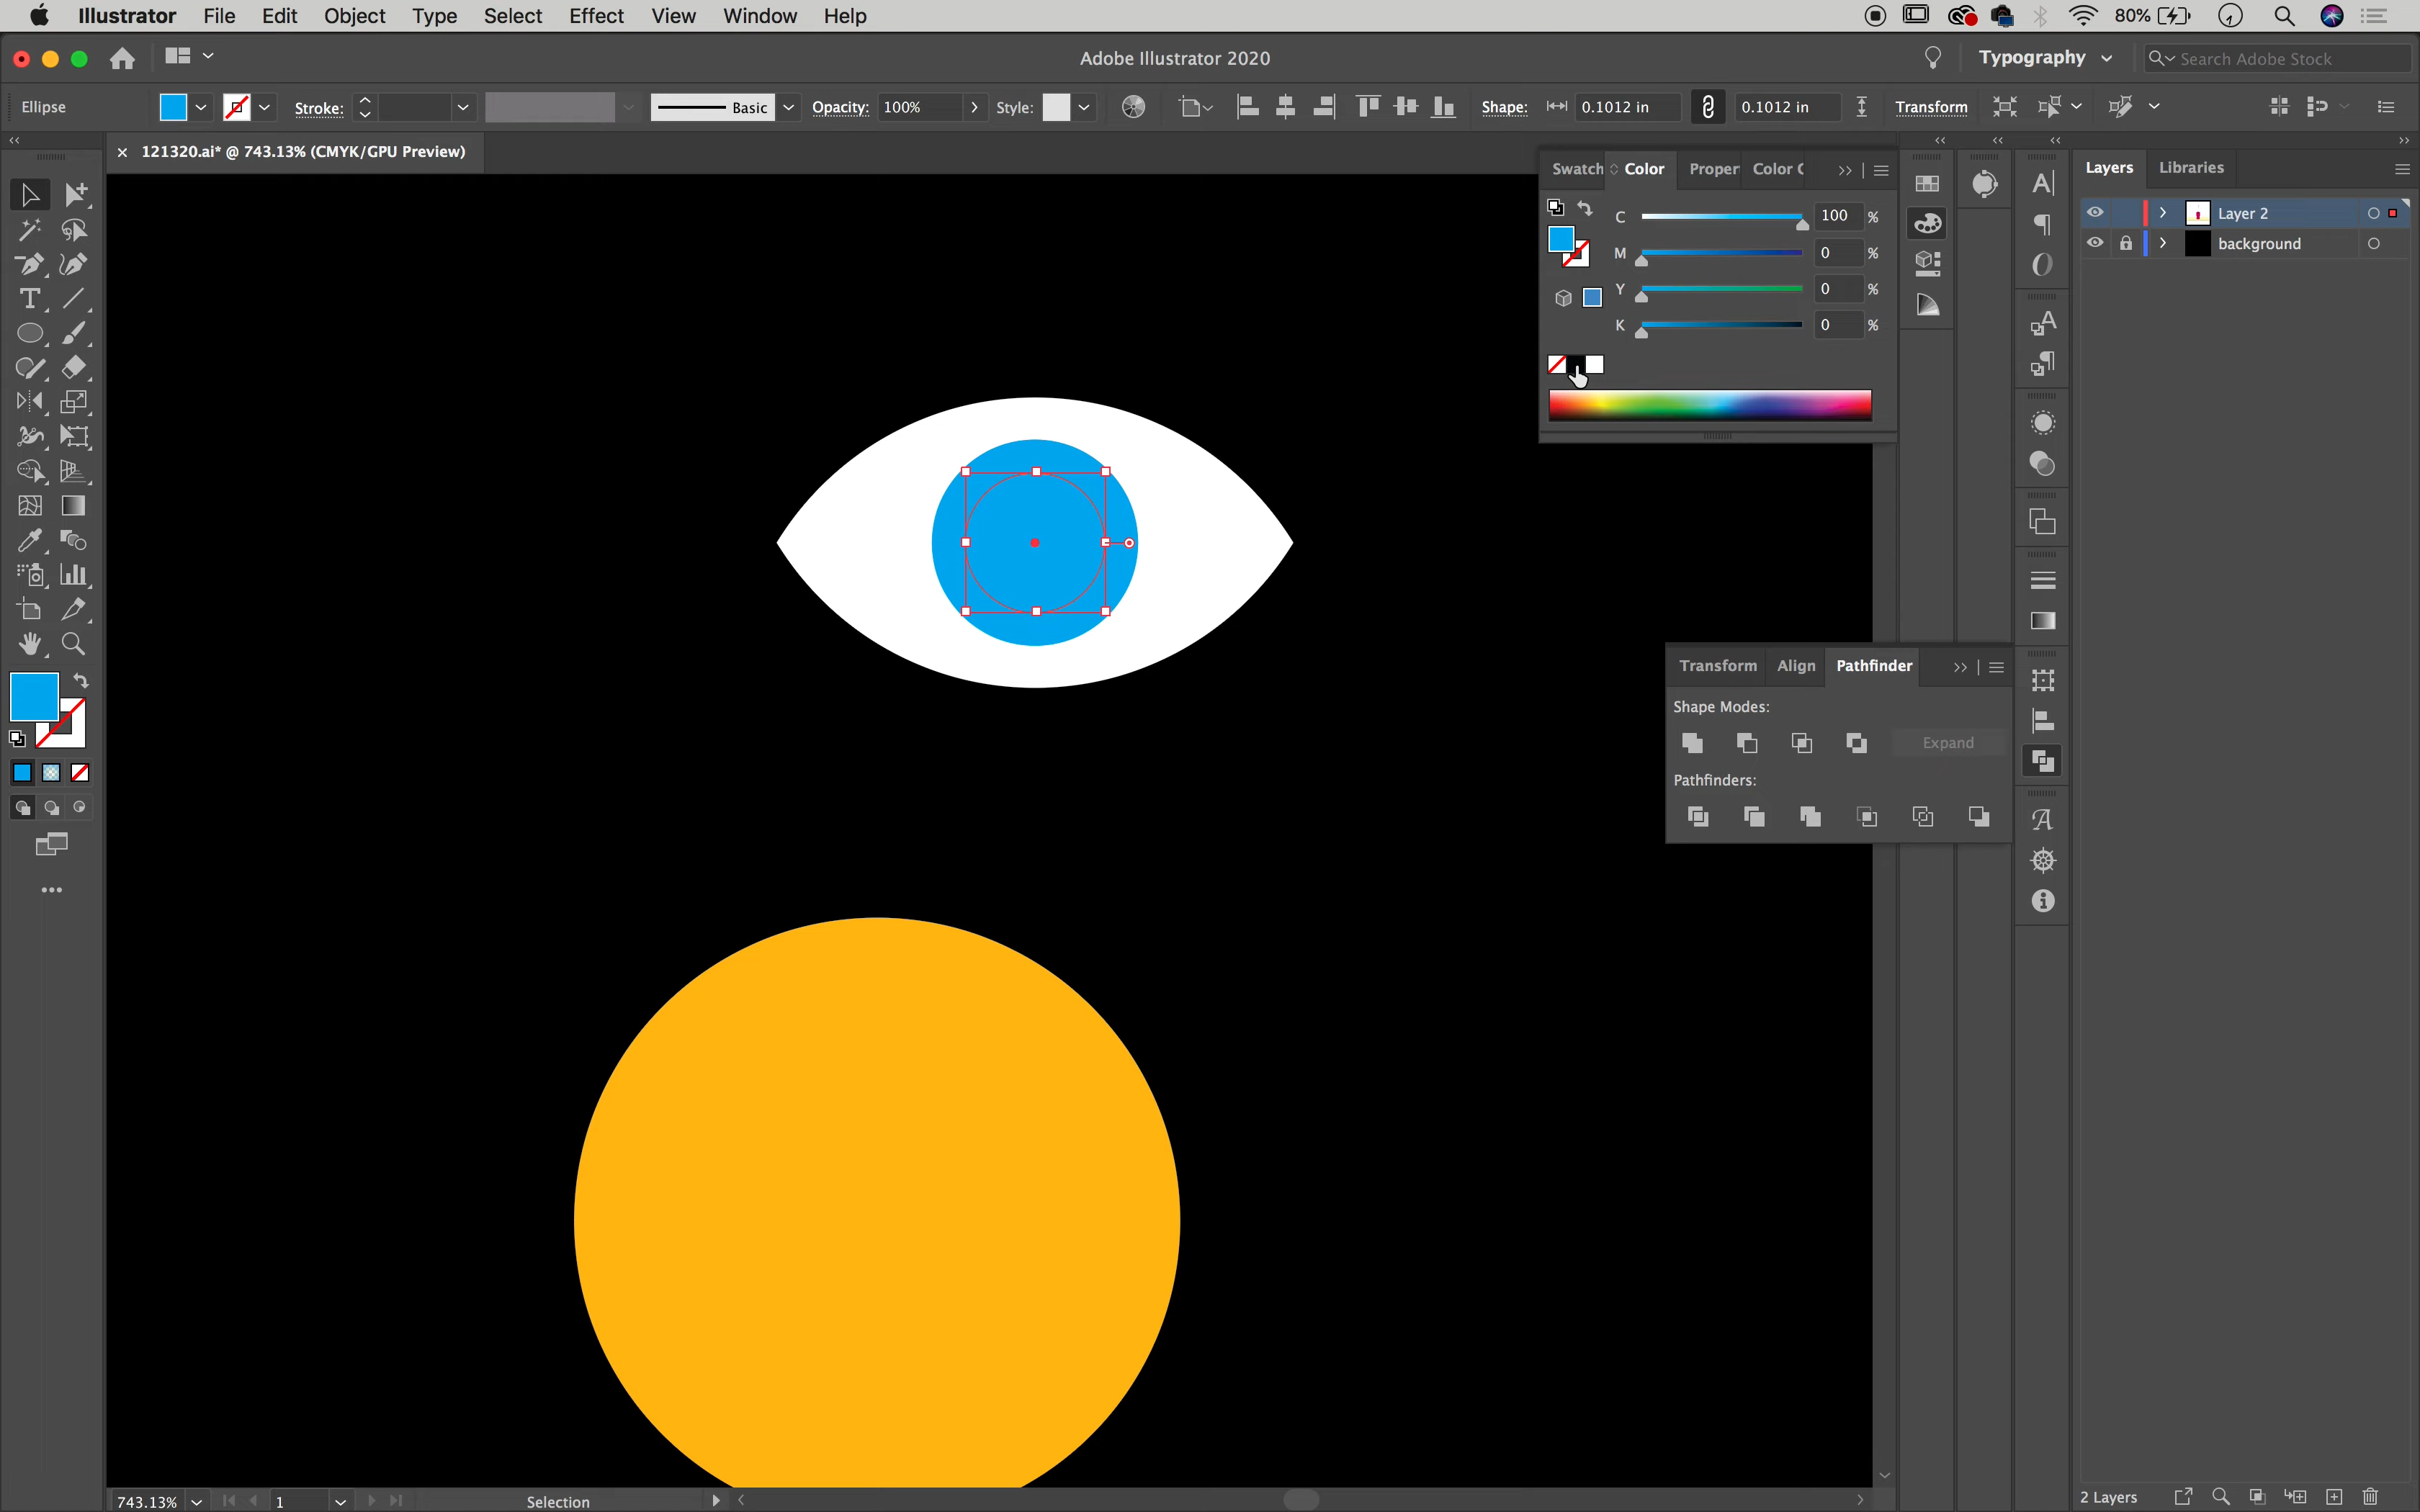 Illustrator File Edit Object Type Select Effect View Window Help 80%
Adobe Illustrator 2020 Typography Search Adobe Stock
Ellipse Stroke: Basic Opacity: 100% Style: Shape: 0.1012 in 0.1012 in Transform
121320.ai* @ 743.13% (CMYK/GPU Preview)
Swatch Color Proper Color C
C 100 %
M 0 %
Y 0 %
K 0 %
Layers Libraries
Layer 2
background
Transform Align Pathfinder
Shape Modes:
Expand
Pathfinders:
743.13% 1 Selection
2 Layers